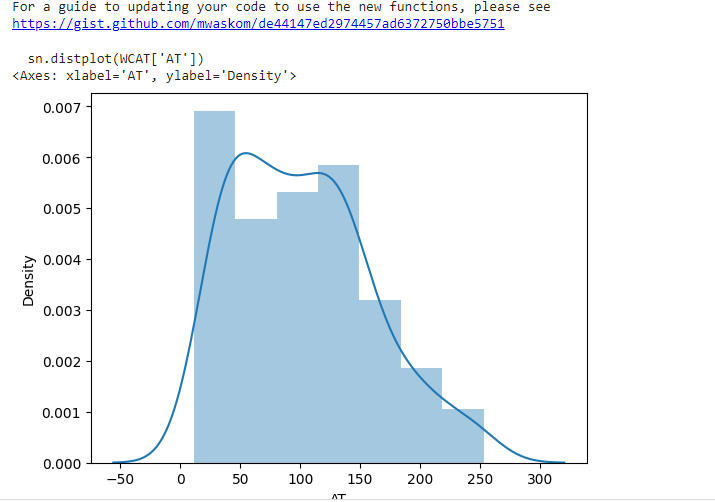 For a guide to updating your code to use the new functions, please see
https://gist.github.com/mwaskom/de44147ed2974457ad6372750bbe5751
sn.distplot(WCAT['AT'])
<Axes: xlabel='AT', ylabel='Density'>
0.007
0.006
0.005
0.004
0.003
0.002
0.001
0.000
Density
−50
0
50
100
150
200
250
300
AT